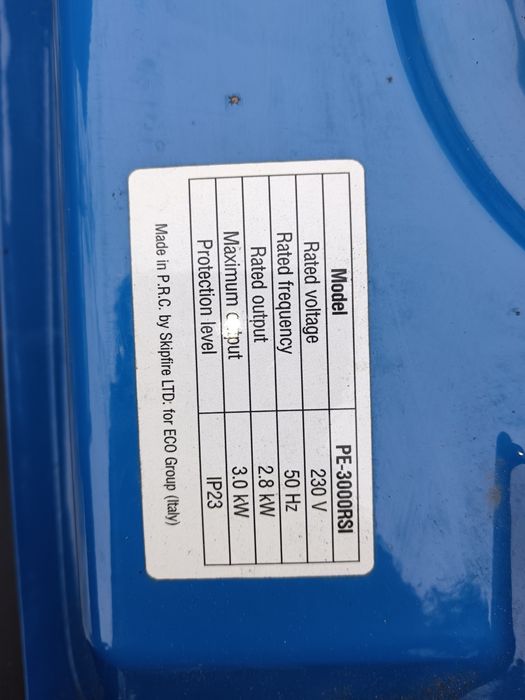 Model PE-3000RSI
Rated voltage 230 V
Rated frequency 50 Hz
Rated output 2.8 kW
Maximum output 3.0 kW
Protection level IP23
Made in P.R.C. by Skipfire LTD: for ECO Group (Italy)